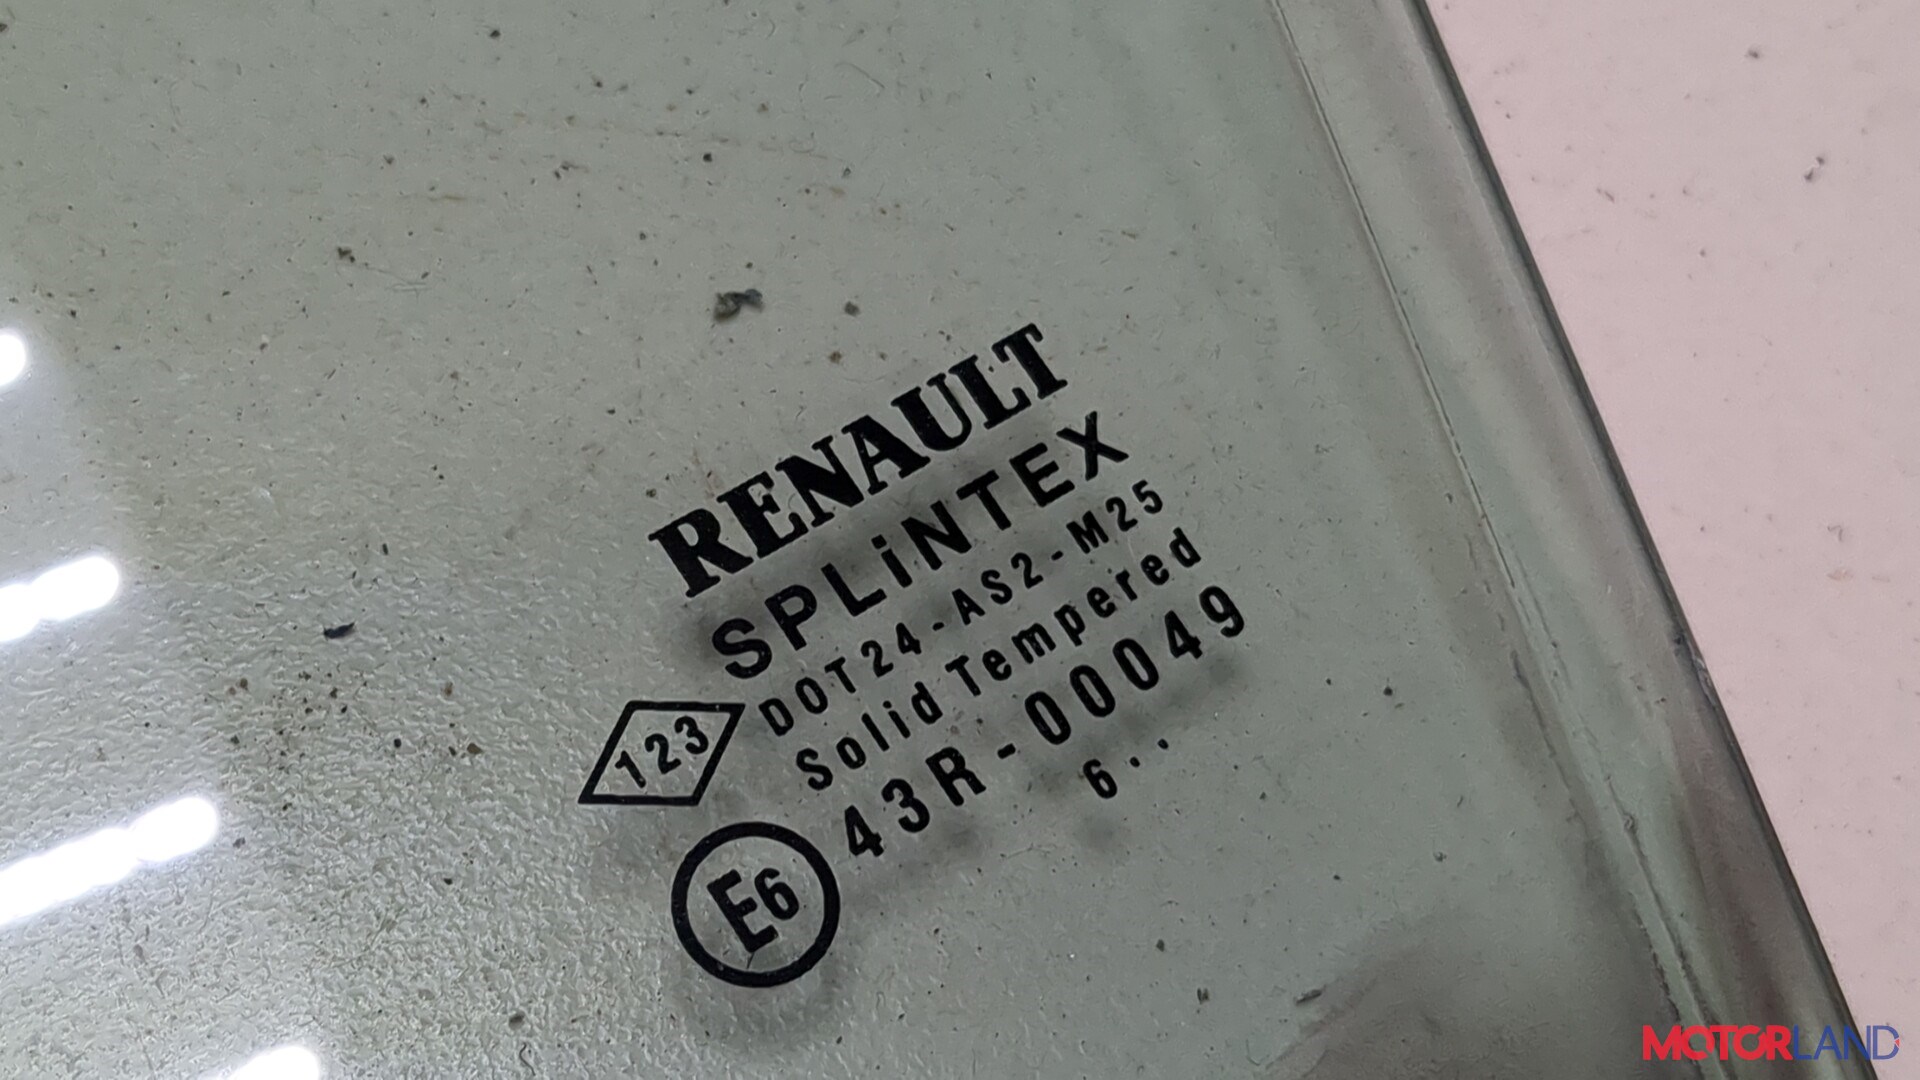 RENAULT
SPLiNTEX
DOT24-AS2-M25
123
Solid Tempered
43R-00049
E6
6..
MOTORLAND